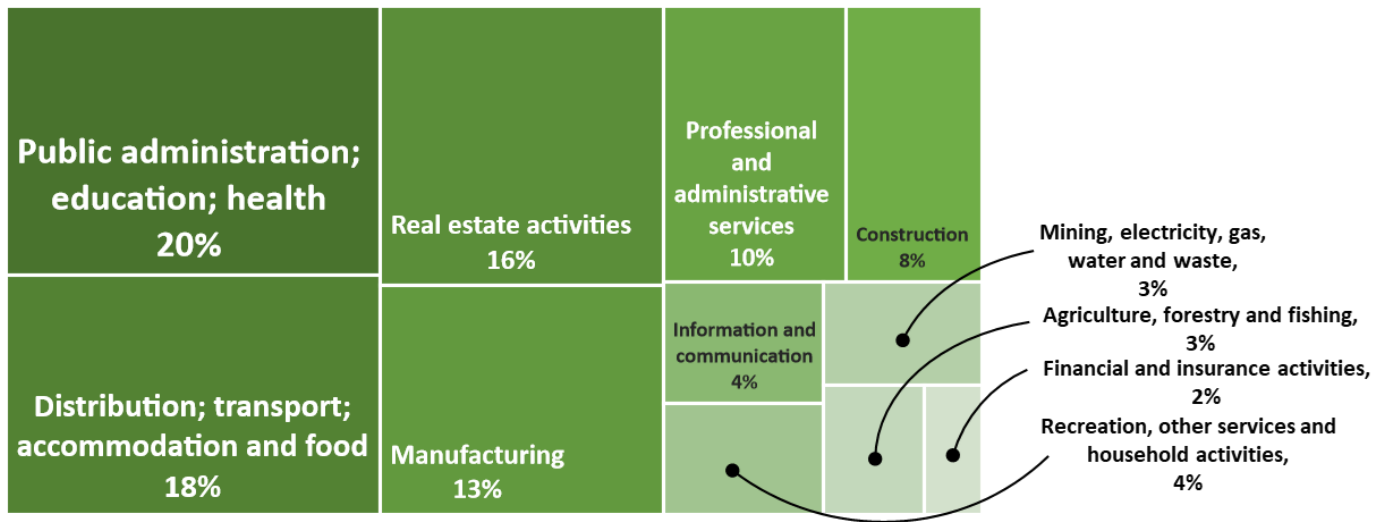 Public administration;
education; health
20%
Distribution; transport;
accommodation and food
18%
Real estate activities
16%
Manufacturing
13%
Professional
and
administrative
services
10%
Construction
8%
Information and
communication
4%
Mining, electricity, gas,
water and waste,
3%
Agriculture, forestry and fishing,
3%
Financial and insurance activities,
2%
Recreation, other services and
household activities,
4%